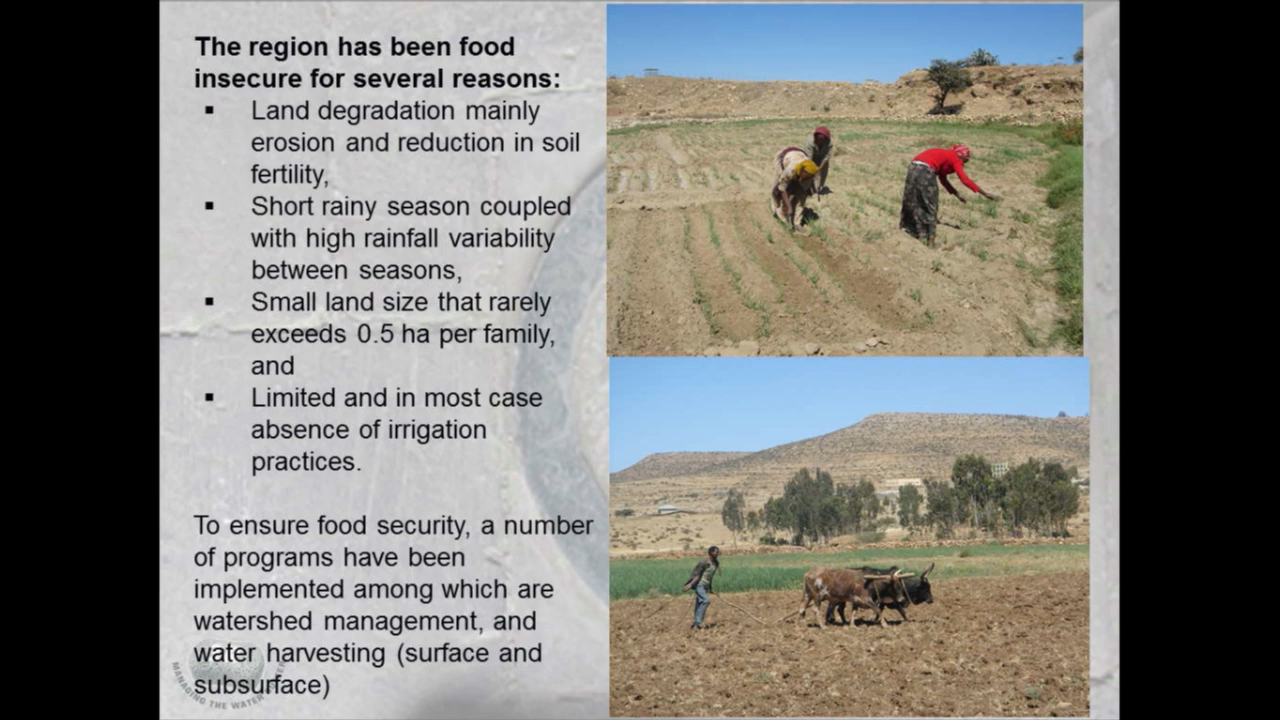 The region has been food
insecure for several reasons:
▪ Land degradation mainly
erosion and reduction in soil
fertility,
▪ Short rainy season coupled
with high rainfall variability
between seasons,
▪ Small land size that rarely
exceeds 0.5 ha per family,
and
▪ Limited and in most case
absence of irrigation
practices.
To ensure food security, a number
of programs have been
implemented among which are
watershed management, and
water harvesting (surface and
subsurface)
MANAGING THE WATER